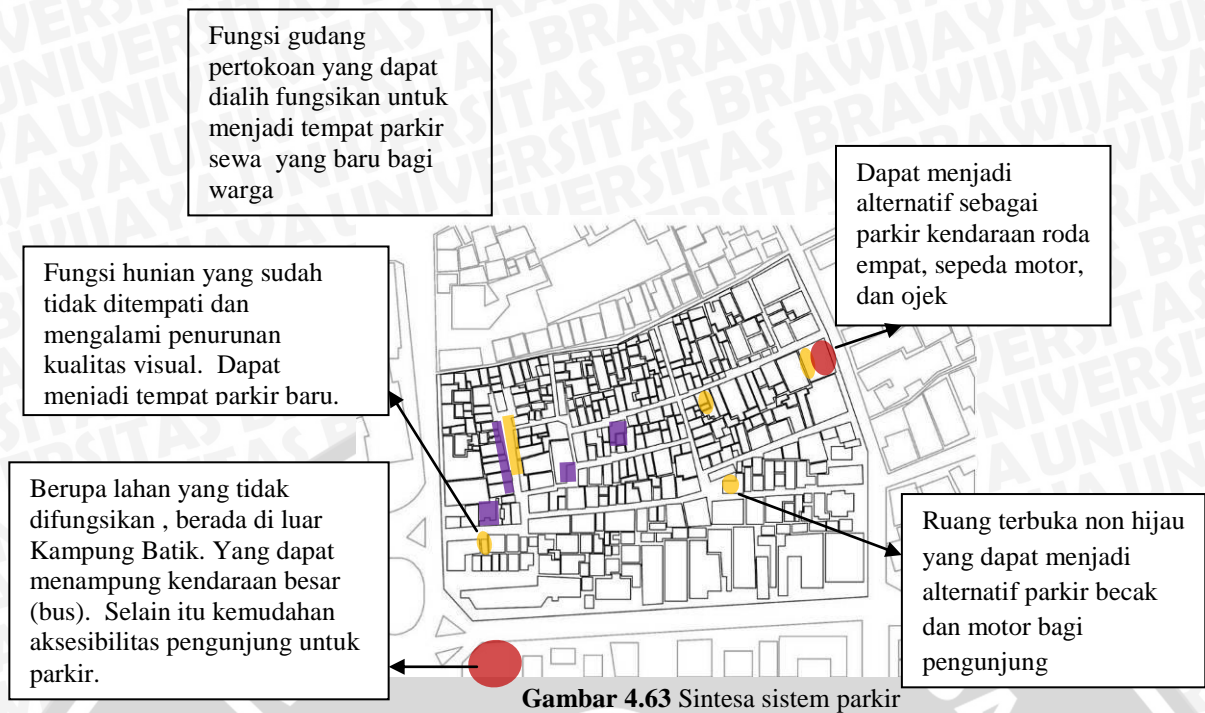 Fungsi gudang
pertokoan yang dapat
dialih fungsikan untuk
menjadi tempat parkir
sewa yang baru bagi
warga
Dapat menjadi
alternatif sebagai
parkir kendaraan roda
empat, sepeda motor,
dan ojek
Fungsi hunian yang sudah
tidak ditempati dan
mengalami penurunan
kualitas visual. Dapat
menjadi tempat parkir baru.
Berupa lahan yang tidak
difungsikan , berada di luar
Kampung Batik. Yang dapat
menampung kendaraan besar
(bus). Selain itu kemudahan
aksesibilitas pengunjung untuk
parkir.
Ruang terbuka non hijau
yang dapat menjadi
alternatif parkir becak
dan motor bagi
pengunjung
Gambar 4.63 Sintesa sistem parkir